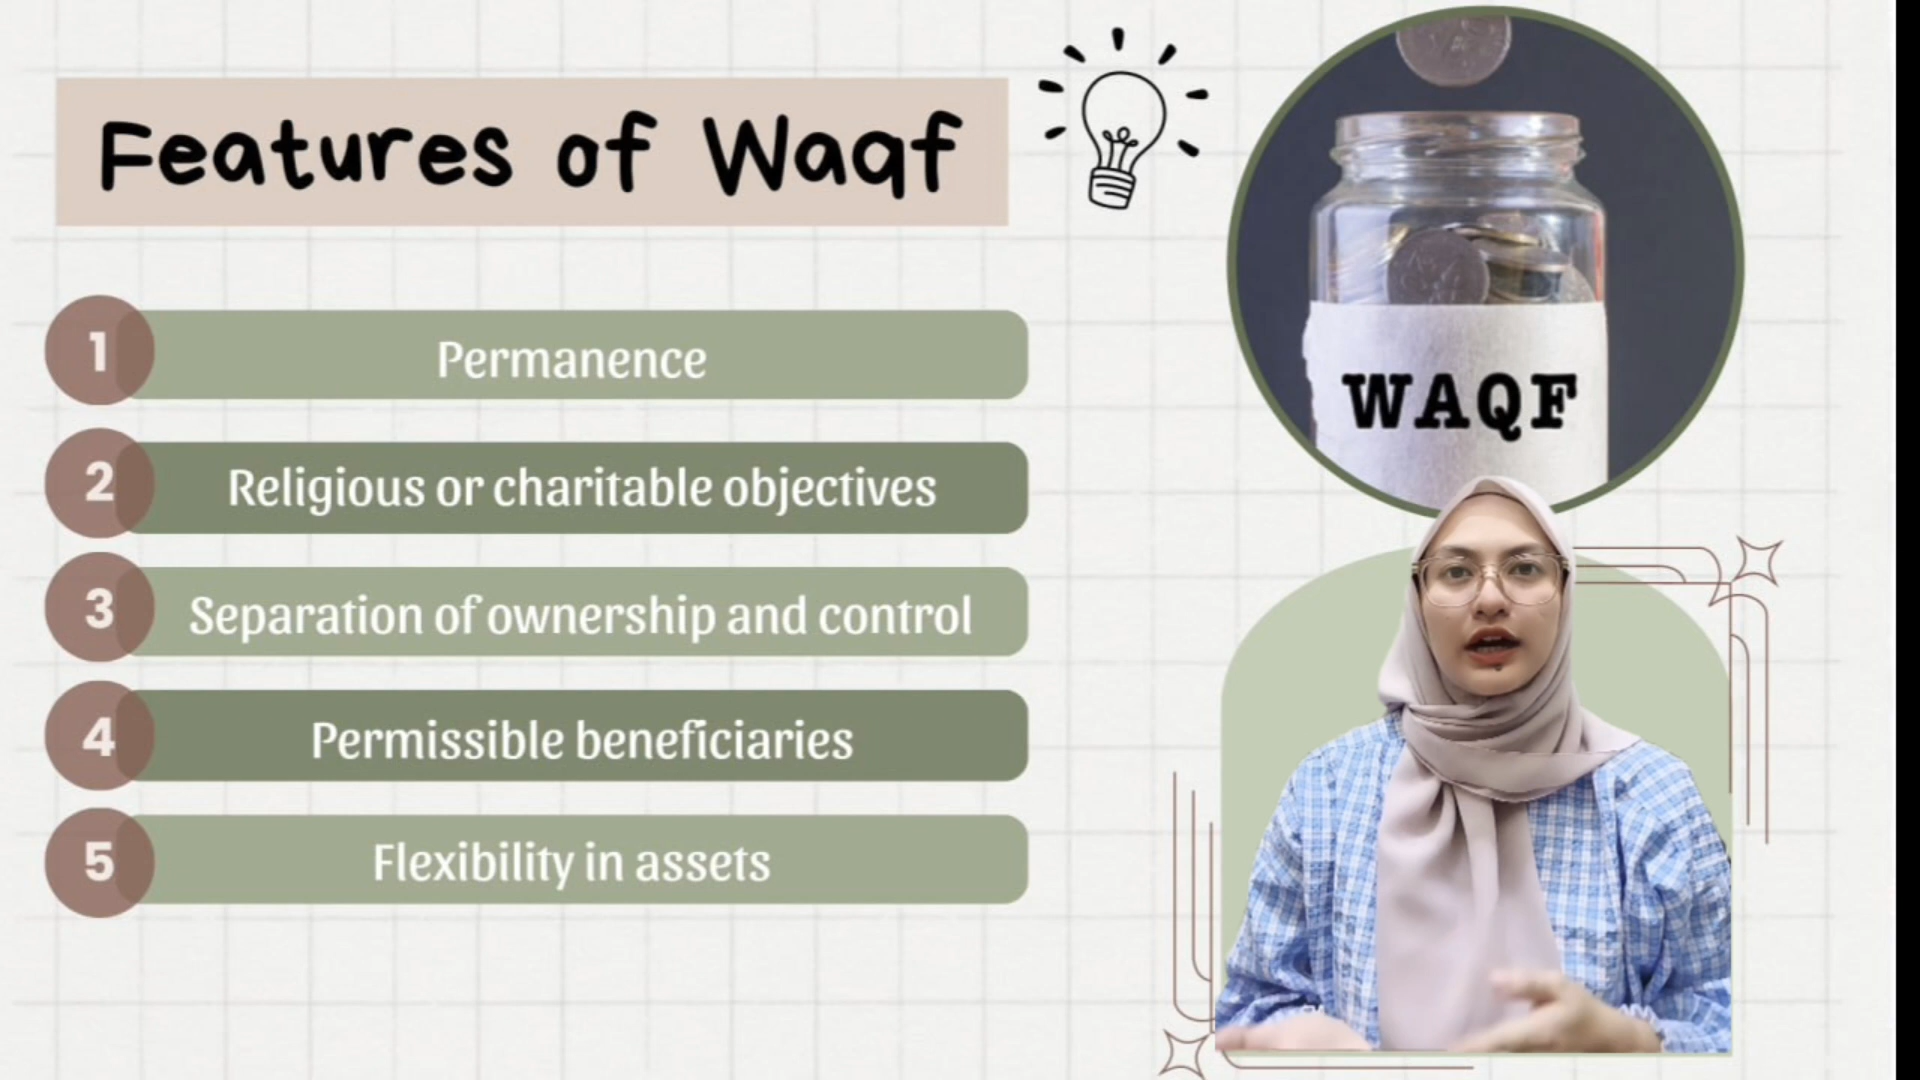 Features of Waqf
1
Permanence
2
Religious or charitable objectives
3
Separation of ownership and control
4
Permissible beneficiaries
5
Flexibility in assets
WAQF